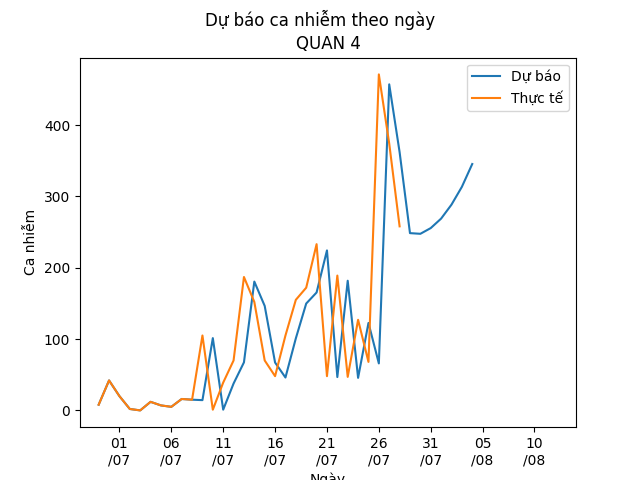 Dự báo ca nhiễm theo ngày
QUAN 4
Dự báo
Thực tế
Ca nhiễm
400
300
200
100
0
01 06 11 16 21 26 31 05 10
/07 /07 /07 /07 /07 /07 /07 /08 /08
Ngày